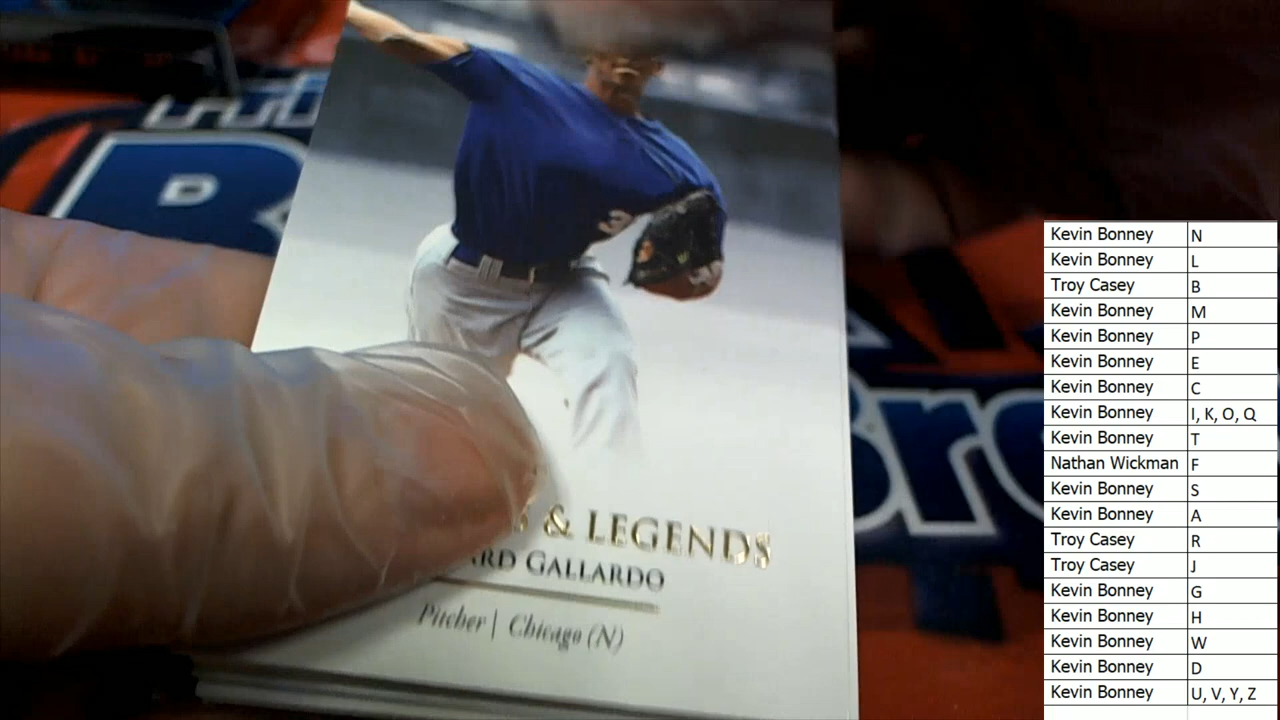 & LEGENDS
ARD GALLARDO
Pitcher | Chicago (N)
3
D
Bro
Kevin Bonney N
Kevin Bonney L
Troy Casey B
Kevin Bonney M
Kevin Bonney P
Kevin Bonney E
Kevin Bonney C
Kevin Bonney I, K, O, Q
Kevin Bonney T
Nathan Wickman F
Kevin Bonney S
Kevin Bonney A
Troy Casey R
Troy Casey J
Kevin Bonney G
Kevin Bonney H
Kevin Bonney W
Kevin Bonney D
Kevin Bonney U, V, Y, Z